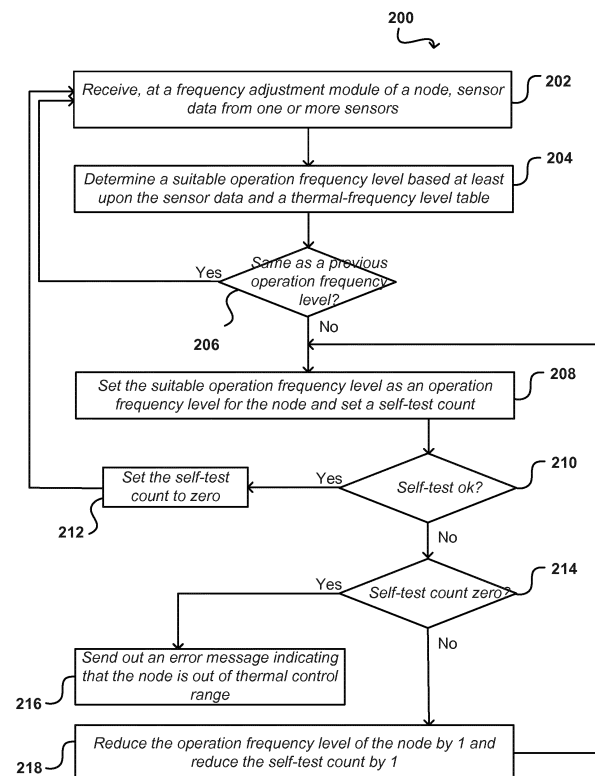 200
Receive, at a frequency adjustment module of a node, sensor
data from one or more sensors
202
Determine a suitable operation frequency level based at least
upon the sensor data and a thermal-frequency level table
204
Same as a previous
operation frequency
level?
Yes
206
No
Set the suitable operation frequency level as an operation
frequency level for the node and set a self-test count
208
Self-test ok?
210
Yes
Set the self-test
count to zero
212
No
Self-test count zero?
214
Yes
Send out an error message indicating
that the node is out of thermal control
range
216
No
Reduce the operation frequency level of the node by 1 and
reduce the self-test count by 1
218